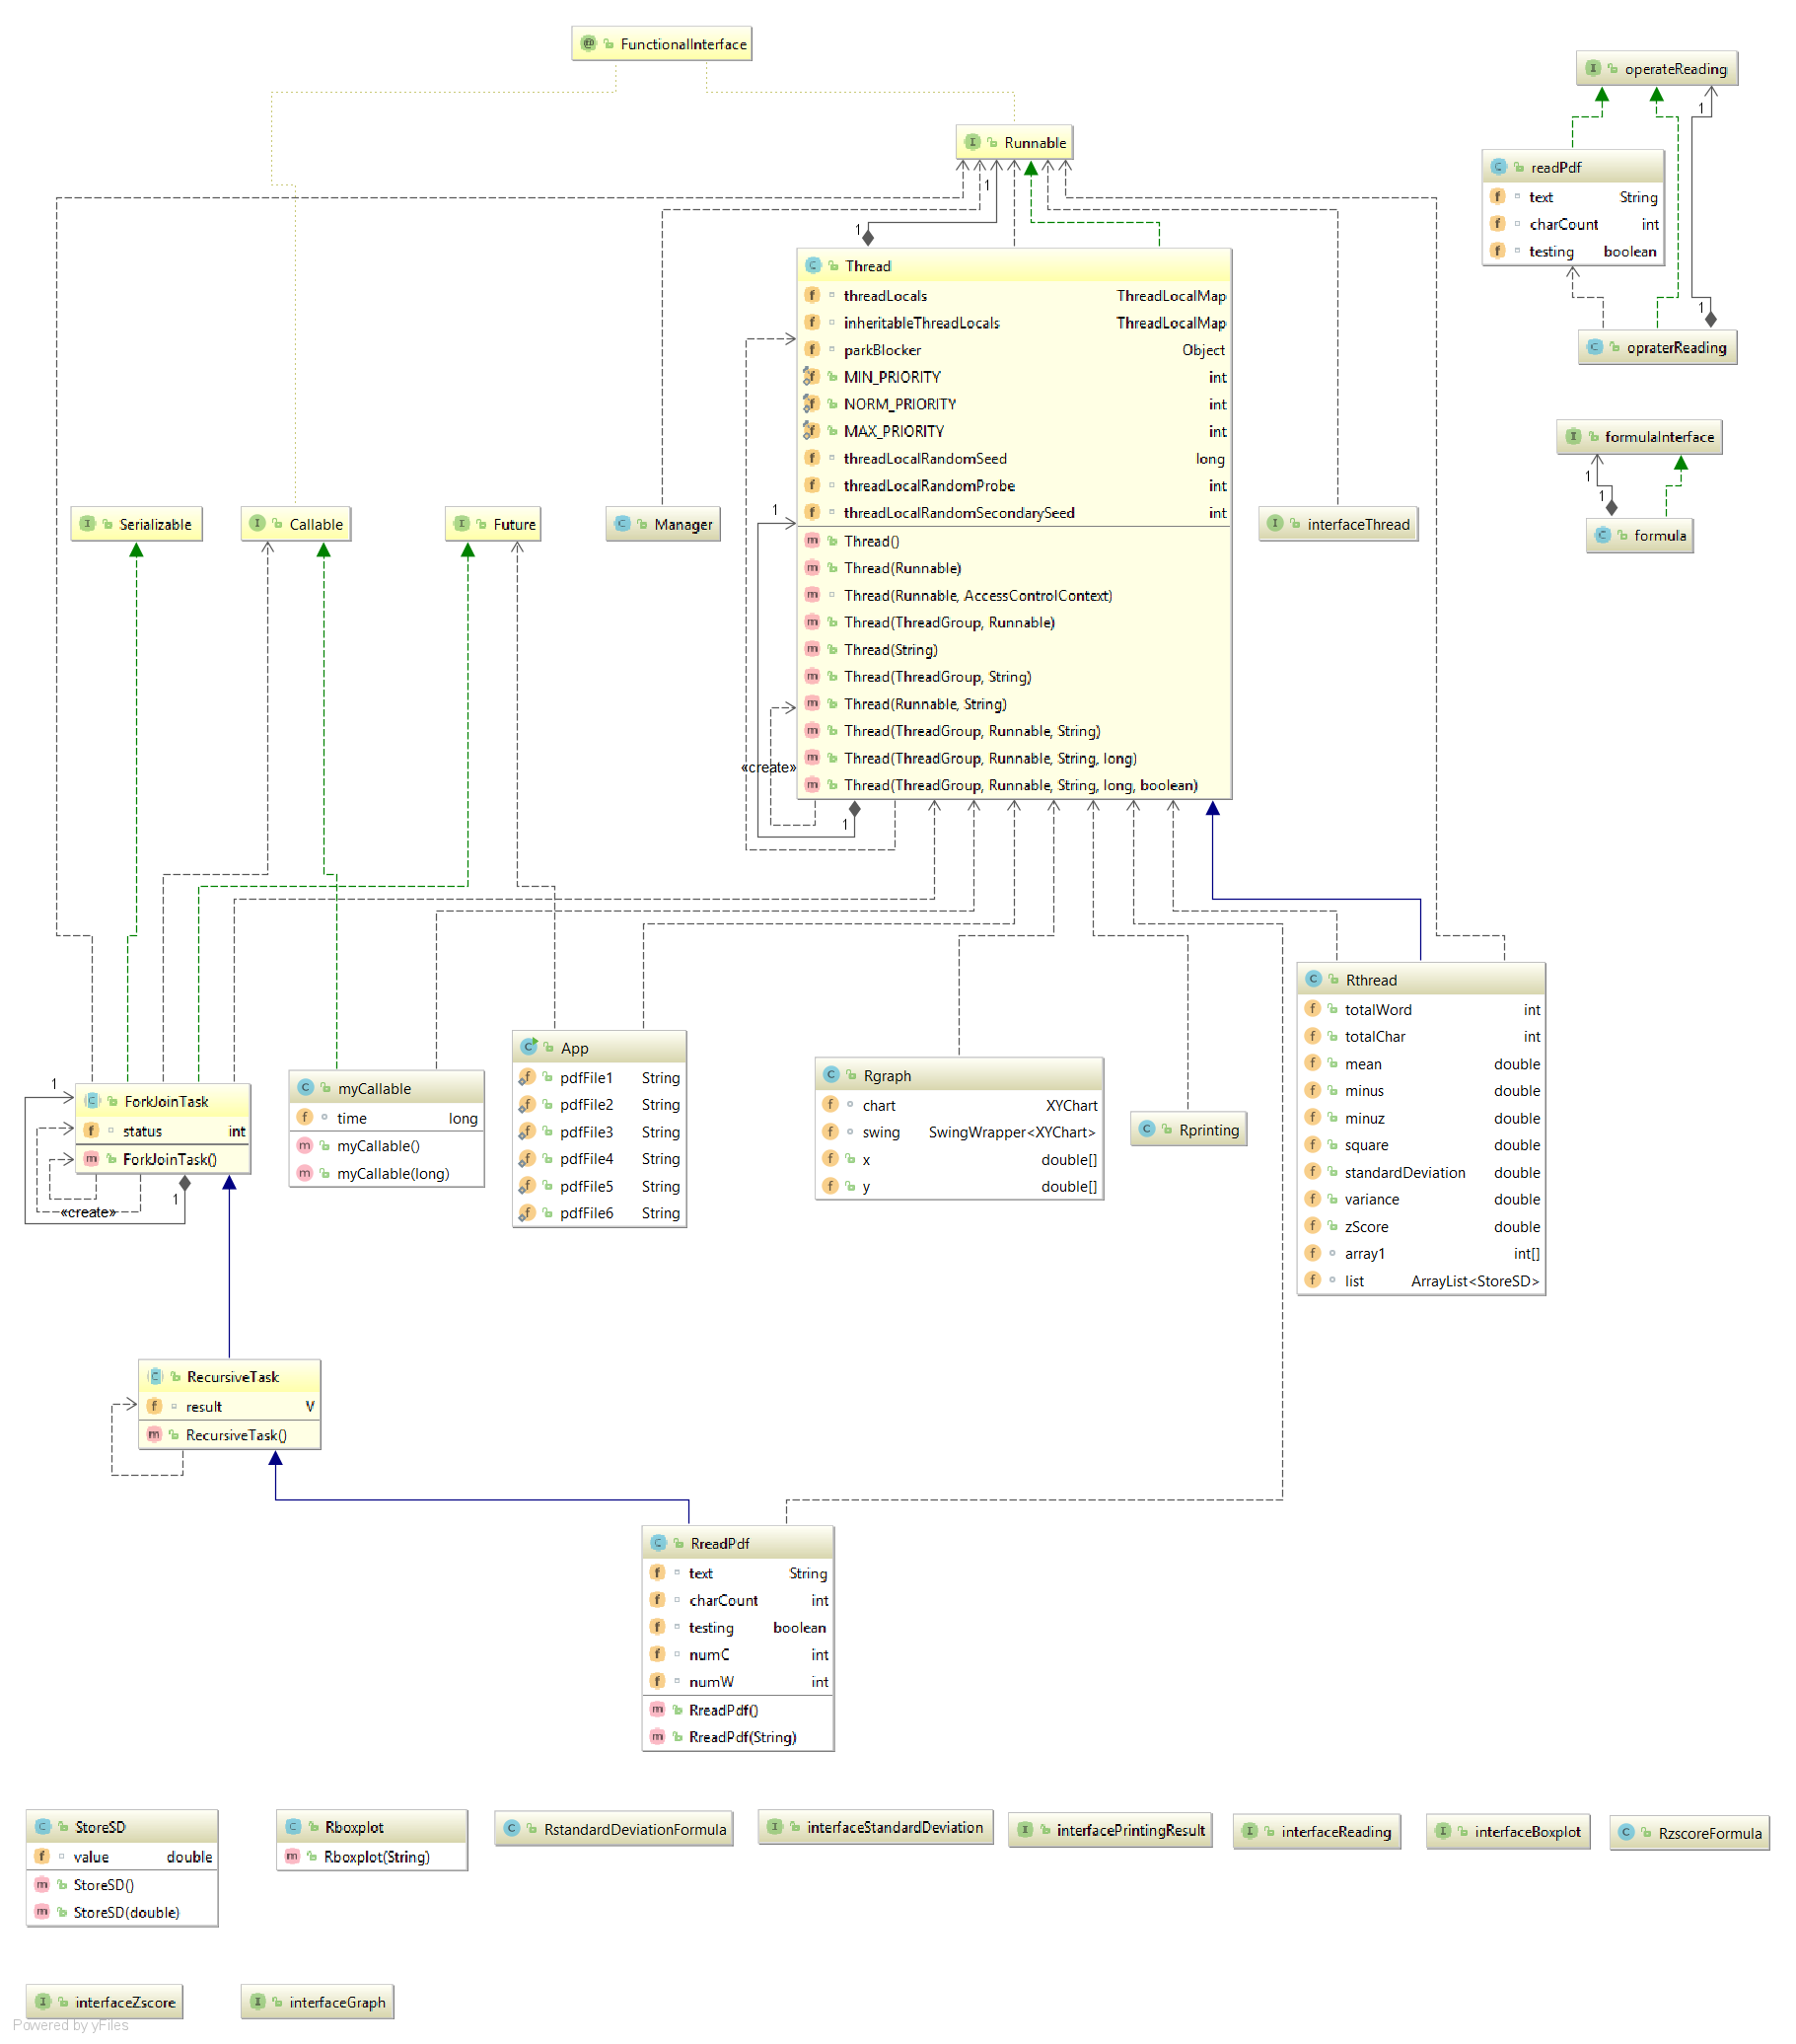 FunctionalInterface
operateReading
Runnable
1
1
1
readPdf
text String
charCount int
testing boolean
1
opraterReading
1
Thread
threadLocals ThreadLocalMap
inheritableThreadLocals ThreadLocalMap
parkBlocker Object
MIN_PRIORITY int
NORM_PRIORITY int
MAX_PRIORITY int
threadLocalRandomSeed long
threadLocalRandomProbe int
threadLocalRandomSecondarySeed int
Thread()
Thread(Runnable)
Thread(Runnable, AccessControlContext)
Thread(ThreadGroup, Runnable)
Thread(String)
Thread(ThreadGroup, String)
Thread(Runnable, String)
Thread(ThreadGroup, Runnable, String)
Thread(ThreadGroup, Runnable, String, long)
Thread(ThreadGroup, Runnable, String, long, boolean)
1
«create»
1
formulaInterface
1
1
formula
Serializable
Callable
Future
Manager
interfaceThread
1
ForkJoinTask
status int
ForkJoinTask()
1
«create»
myCallable
time long
myCallable()
myCallable(long)
App
pdfFile1 String
pdfFile2 String
pdfFile3 String
pdfFile4 String
pdfFile5 String
pdfFile6 String
Rgraph
chart XYChart
swing SwingWrapper<XYChart>
x double[]
y double[]
Rprinting
Rthread
totalWord int
totalChar int
mean double
minus double
minuz double
square double
standardDeviation double
variance double
zScore double
array1 int[]
list ArrayList<StoreSD>
RecursiveTask
result V
RecursiveTask()
RreadPdf
text String
charCount int
testing boolean
numC int
numW int
RreadPdf()
RreadPdf(String)
StoreSD
value double
StoreSD()
StoreSD(double)
Rboxplot
Rboxplot(String)
RstandardDeviationFormula
interfaceStandardDeviation
interfacePrintingResult
interfaceReading
interfaceBoxplot
RzscoreFormula
interfaceZscore
interfaceGraph
Powered by yFiles